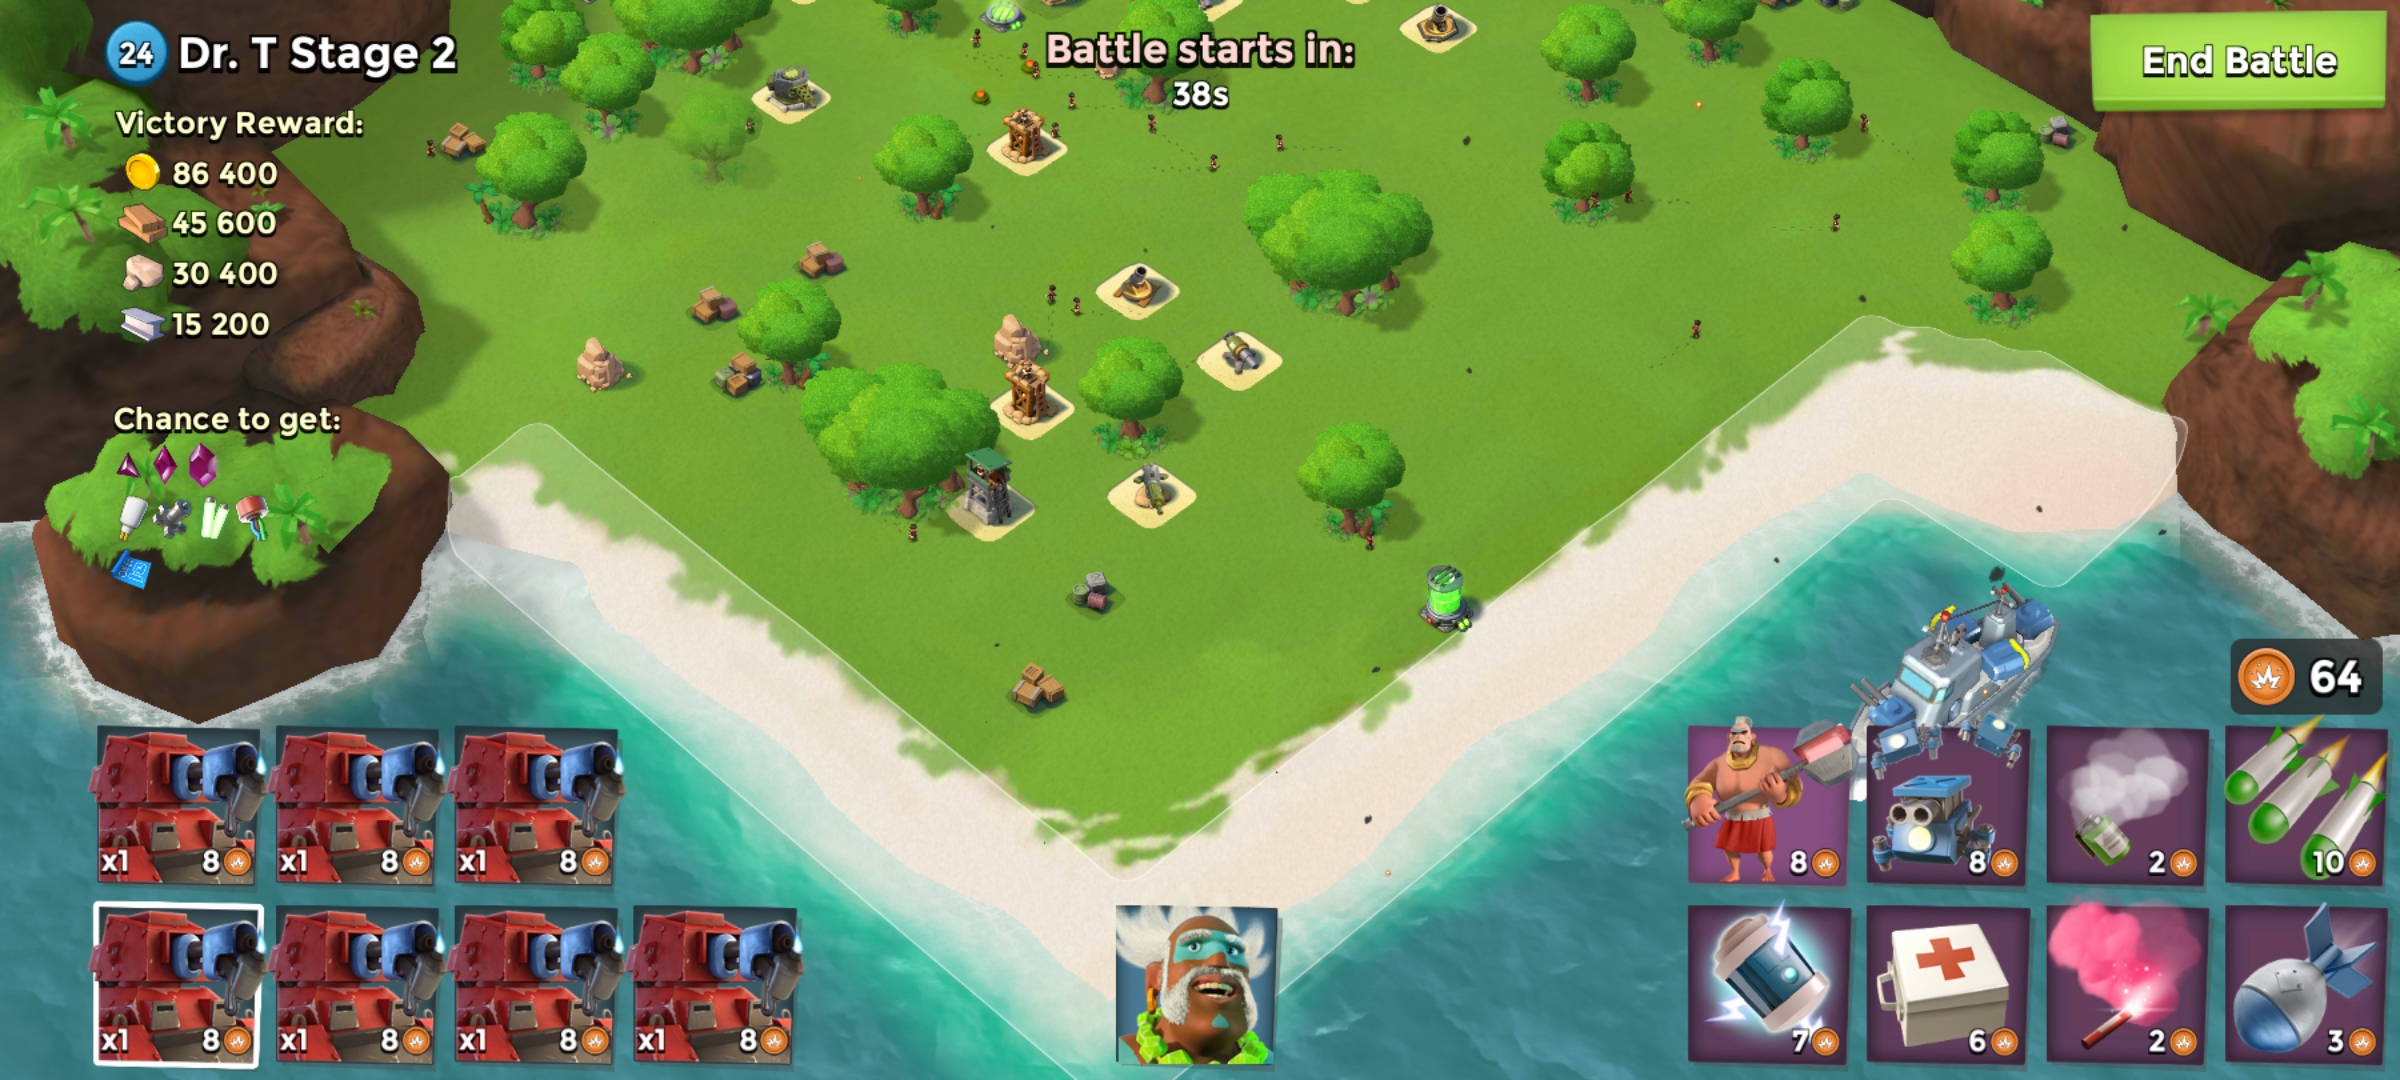 24 Dr. T Stage 2
Battle starts in:
38s
End Battle
Victory Reward:
86 400
45 600
30 400
15 200
Chance to get:
64
x1 8
x1 8
x1 8
8
8
2
10
x1 8
x1 8
x1 8
x1 8
7
6
2
3